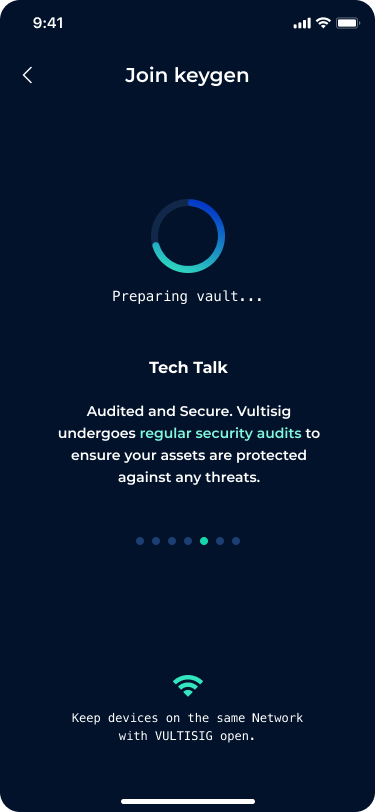 9:41
Join keygen
Preparing vault...
Tech Talk
Audited and Secure. Vultisig
undergoes regular security audits to
ensure your assets are protected
against any threats.
Keep devices on the same Network
with VULTISIG open.